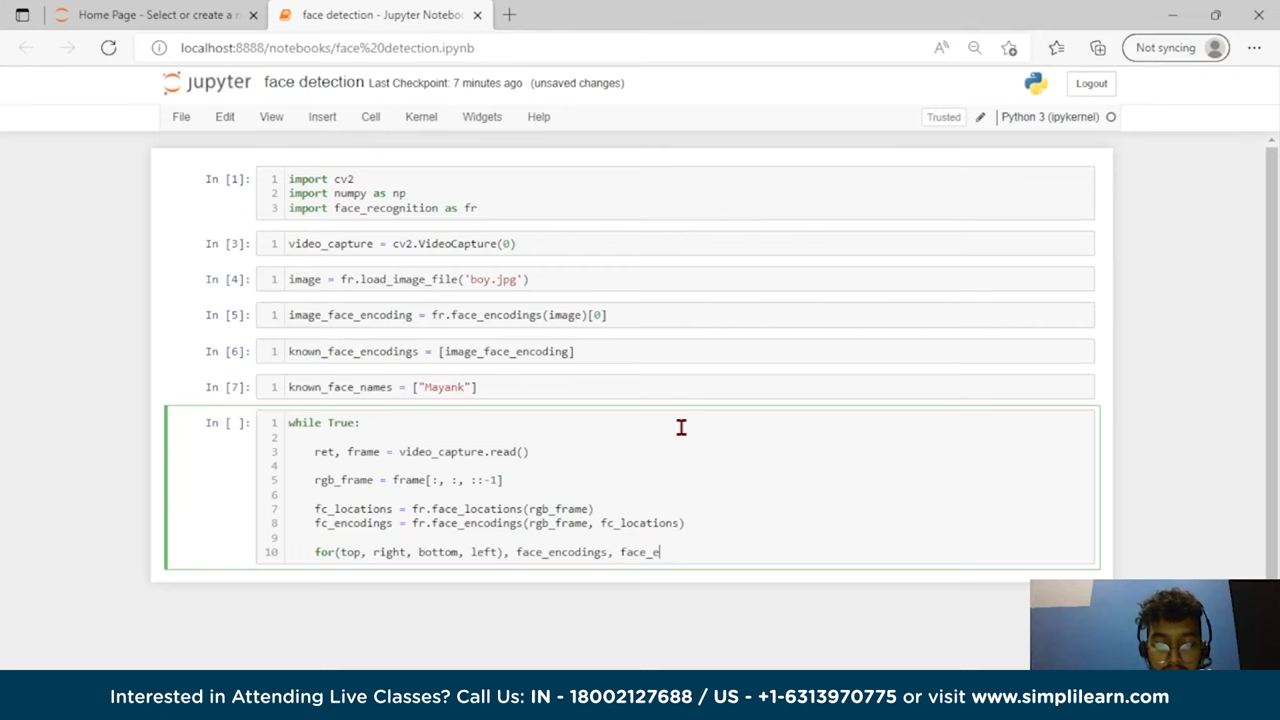 Home Page - Select or create a n
face detection - Jupyter Notebook
localhost:8888/notebooks/face%20detection.ipynb
Not syncing
jupyter face detection Last Checkpoint: 7 minutes ago (unsaved changes)
Logout
File Edit View Insert Cell Kernel Widgets Help
Trusted
Python 3 (ipykernel)
In [1]:
1 import cv2
2 import numpy as np
3 import face_recognition as fr
In [3]:
1 video_capture = cv2.VideoCapture(0)
In [4]:
1 image = fr.load_image_file('boy.jpg')
In [5]:
1 image_face_encoding = fr.face_encodings(image)[0]
In [6]:
1 known_face_encodings = [image_face_encoding]
In [7]:
1 known_face_names = ["Mayank"]
In [ ]:
1 while True:
2
3 ret, frame = video_capture.read()
4
5 rgb_frame = frame[:, :, ::-1]
6
7 fc_locations = fr.face_locations(rgb_frame)
8 fc_encodings = fr.face_encodings(rgb_frame, fc_locations)
9
10 for(top, right, bottom, left), face_encodings, face_e
Interested in Attending Live Classes? Call Us: IN - 18002127688 / US - +1-6313970775 or visit www.simplilearn.com